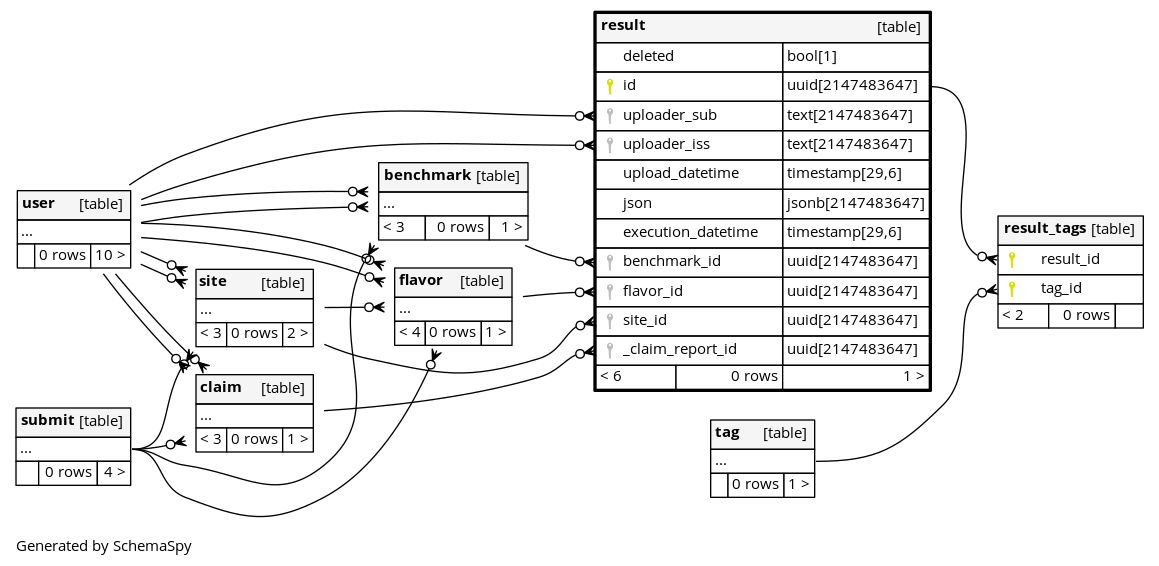 result [table]
deleted bool[1]
id uuid[2147483647]
uploader_sub text[2147483647]
uploader_iss text[2147483647]
upload_datetime timestamp[29,6]
json jsonb[2147483647]
execution_datetime timestamp[29,6]
benchmark_id uuid[2147483647]
flavor_id uuid[2147483647]
site_id uuid[2147483647]
_claim_report_id uuid[2147483647]
< 6 0 rows 1 >
benchmark [table]
...
< 3 0 rows 1 >
user [table]
...
0 rows 10 >
result_tags [table]
result_id
tag_id
< 2 0 rows
site [table]
...
< 3 0 rows 2 >
flavor [table]
...
< 4 0 rows 1 >
claim [table]
...
< 3 0 rows 1 >
submit [table]
...
0 rows 4 >
tag [table]
...
0 rows 1 >
Generated by SchemaSpy